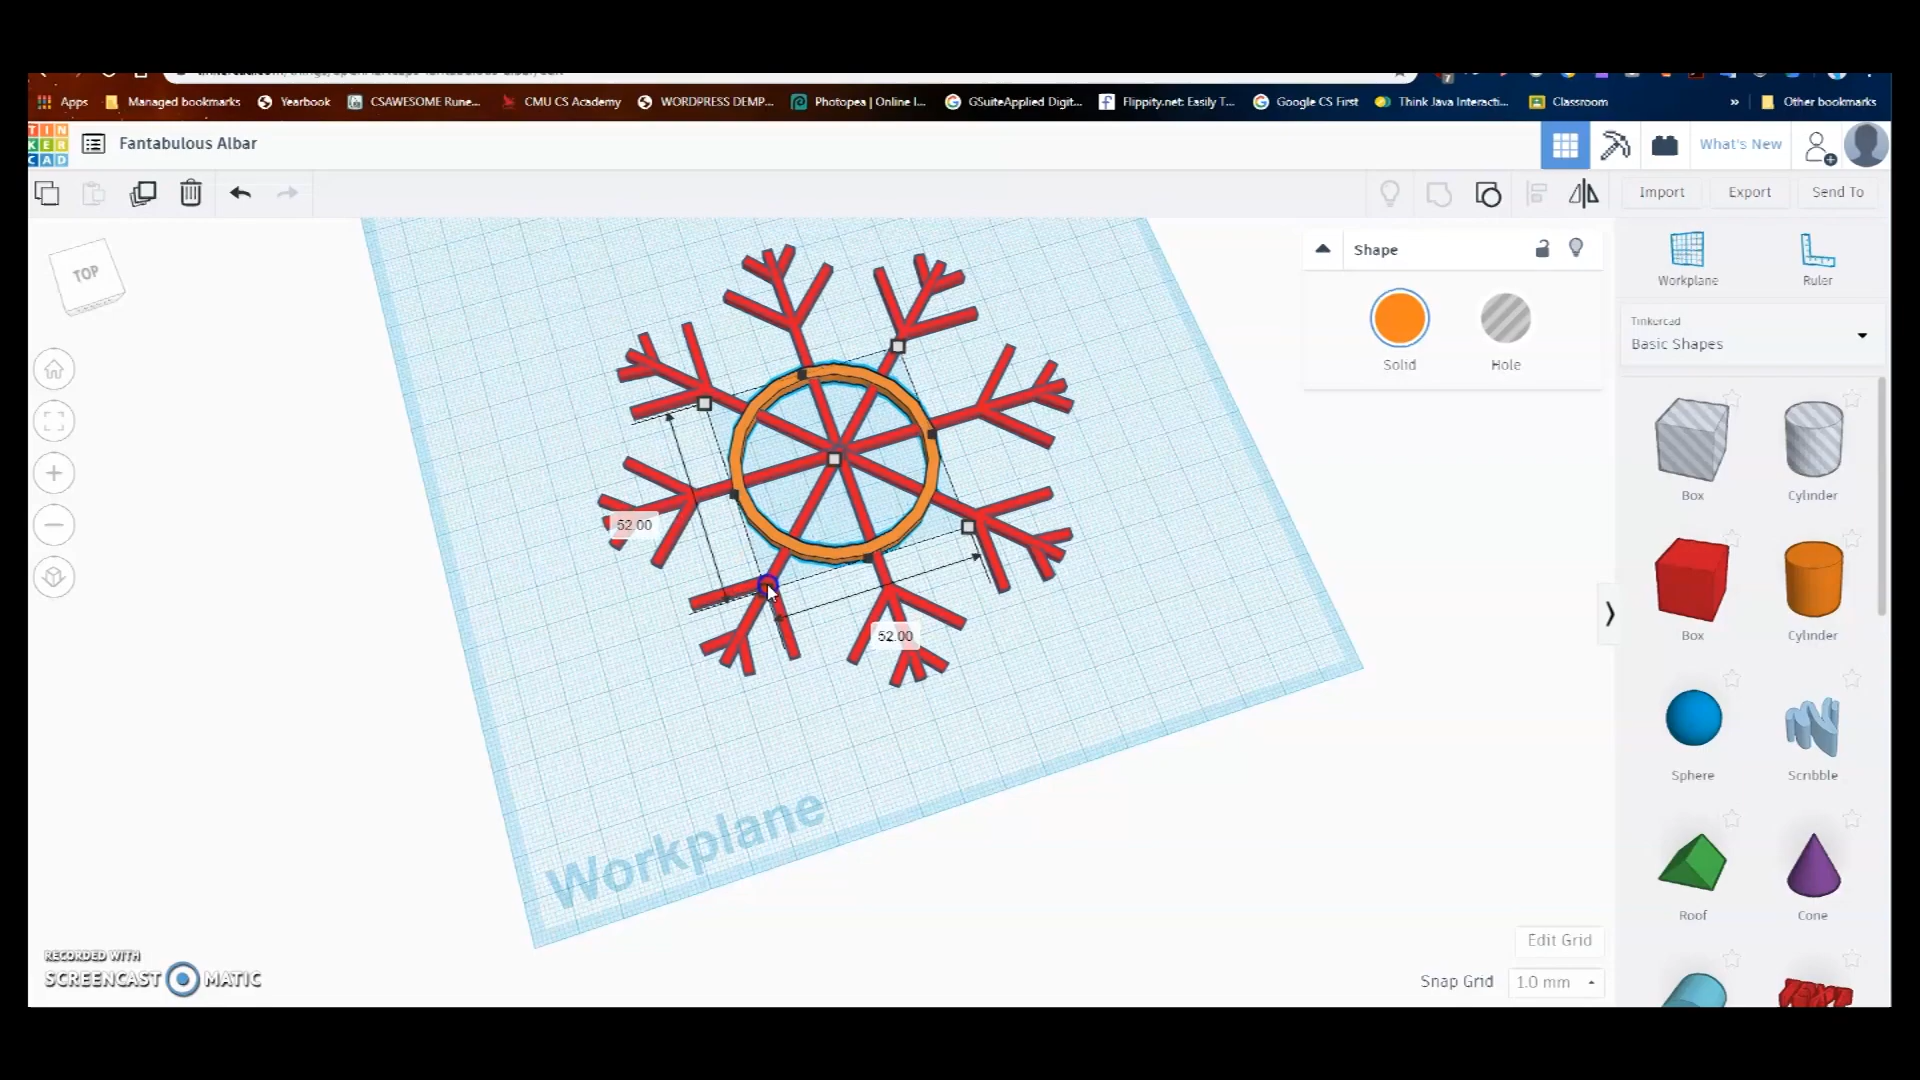 Apps Managed bookmarks Yearbook CSAWESOME Rune... CMU CS Academy WORDPRESS DEMP... Photopea | Online I... GSuiteApplied Digit... Flippity.net: Easily T... Google CS First Think Java Interacti... Classroom » Other bookmarks
TIN
KER
CAD
Fantabulous Albar
What's New
Import Export Send To
TOP
Shape
Solid Hole
Workplane Ruler
Tinkercad
Basic Shapes
Box Cylinder
52.00
52.00
Box Cylinder
Sphere Scribble
Roof Cone
Workplane
Edit Grid
Snap Grid 1.0 mm
RECORDED WITH
SCREENCAST MATIC